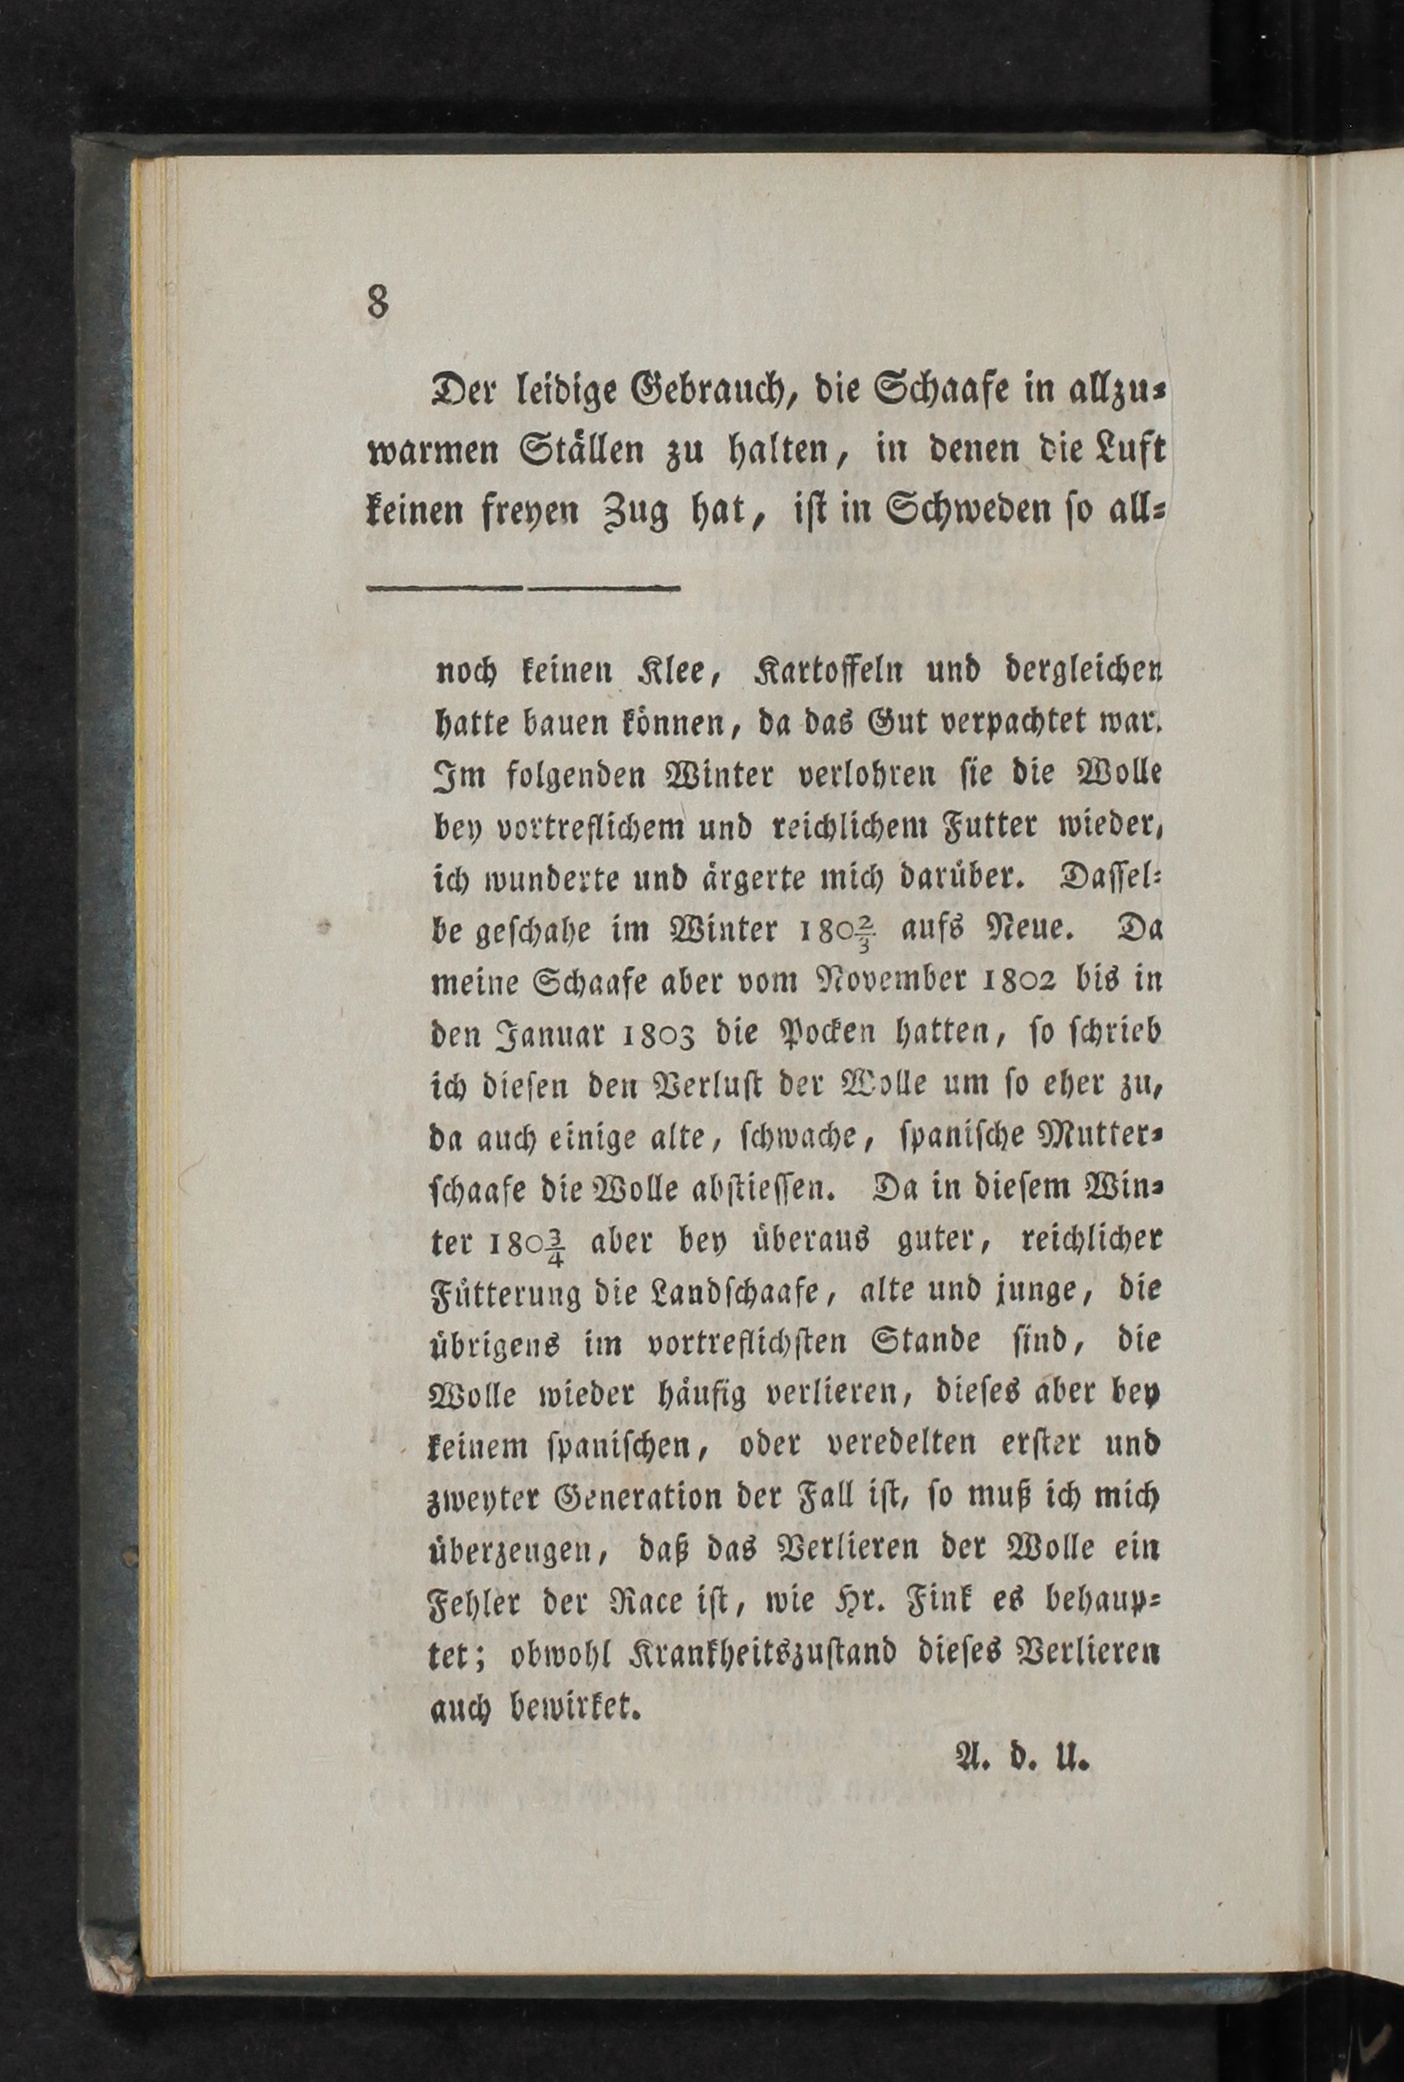 8
Der leidige Gebrauch, die Schaafe in allzu-
warmen Ställen zu halten, in denen die Luft
keinen freyen Zug hat, ist in Schweden so all-
noch keinen Klee, Kartoffeln und dergleichen
hatte bauen können, da das Gut verpachtet war.
Im folgenden Winter verlohren sie die Wolle
bey vortreflichem und reichlichem Futter wieder,
ich wunderte und ärgerte mich darüber. Dassel-
be geschahe im Winter 180⅔ aufs Neue. Da
meine Schaafe aber vom November 1802 bis in
den Januar 1803 die Pocken hatten, so schrieb
ich diesen den Verlust der Wolle um so eher zu,
da auch einige alte, schwache, spanische Mutter-
schaafe die Wolle abstiessen. Da in diesem Win-
ter 180¾ aber bey überaus guter, reichlicher
Fütterung die Landschaafe, alte und junge, die
übrigens im vortreflichsten Stande sind, die
Wolle wieder häufig verlieren, dieses aber bey
keinem spanischen, oder veredelten erster und
zweyter Generation der Fall ist, so muß ich mich
überzeugen, daß das Verlieren der Wolle ein
Fehler der Race ist, wie Hr. Fink es behaup-
tet; obwohl Krankheitszustand dieses Verlieren
auch bewirket.
A. d. U.